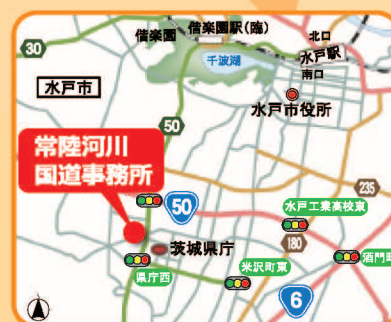 偕楽園駅(臨)
偕楽園
北口
水戸駅
南口
千波湖
30
水戸市
水戸市役所
50
常陸河川
国道事務所
50
235
水戸工業高校東
180
茨城県庁
県庁西
米沢町東
酒門町
6